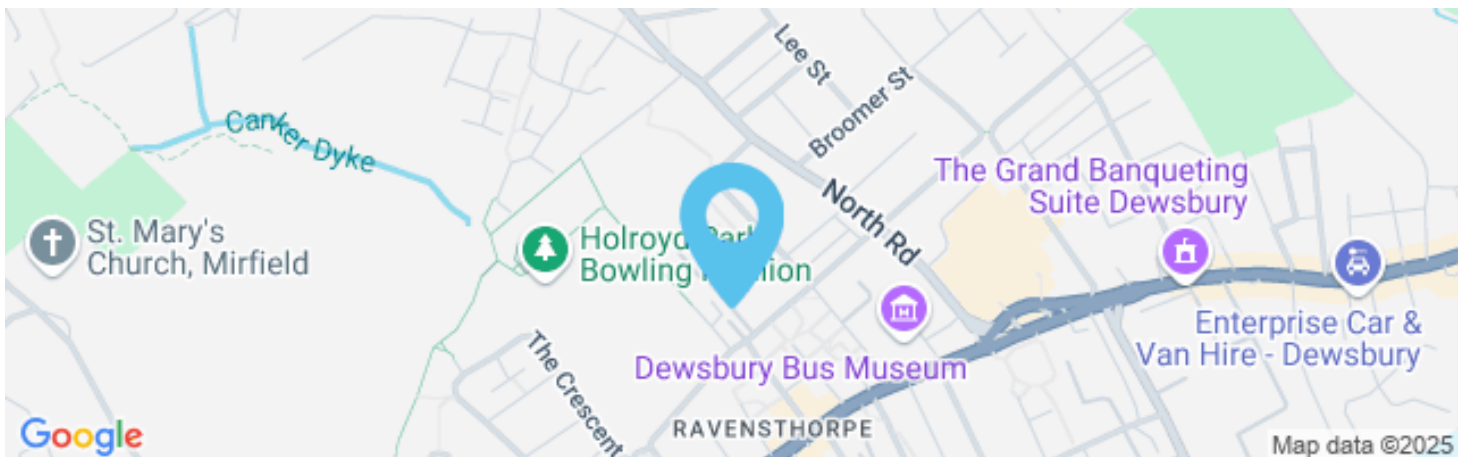 Lee St
Broomer St
Canker Dyke
North Rd
The Grand Banqueting
Suite Dewsbury
St. Mary's
Church, Mirfield
Holroyd
Bowling
Dewsbury Bus Museum
Enterprise Car &
Van Hire - Dewsbury
The Crescent
RAVENSTHORPE
Google
Map data ©2025